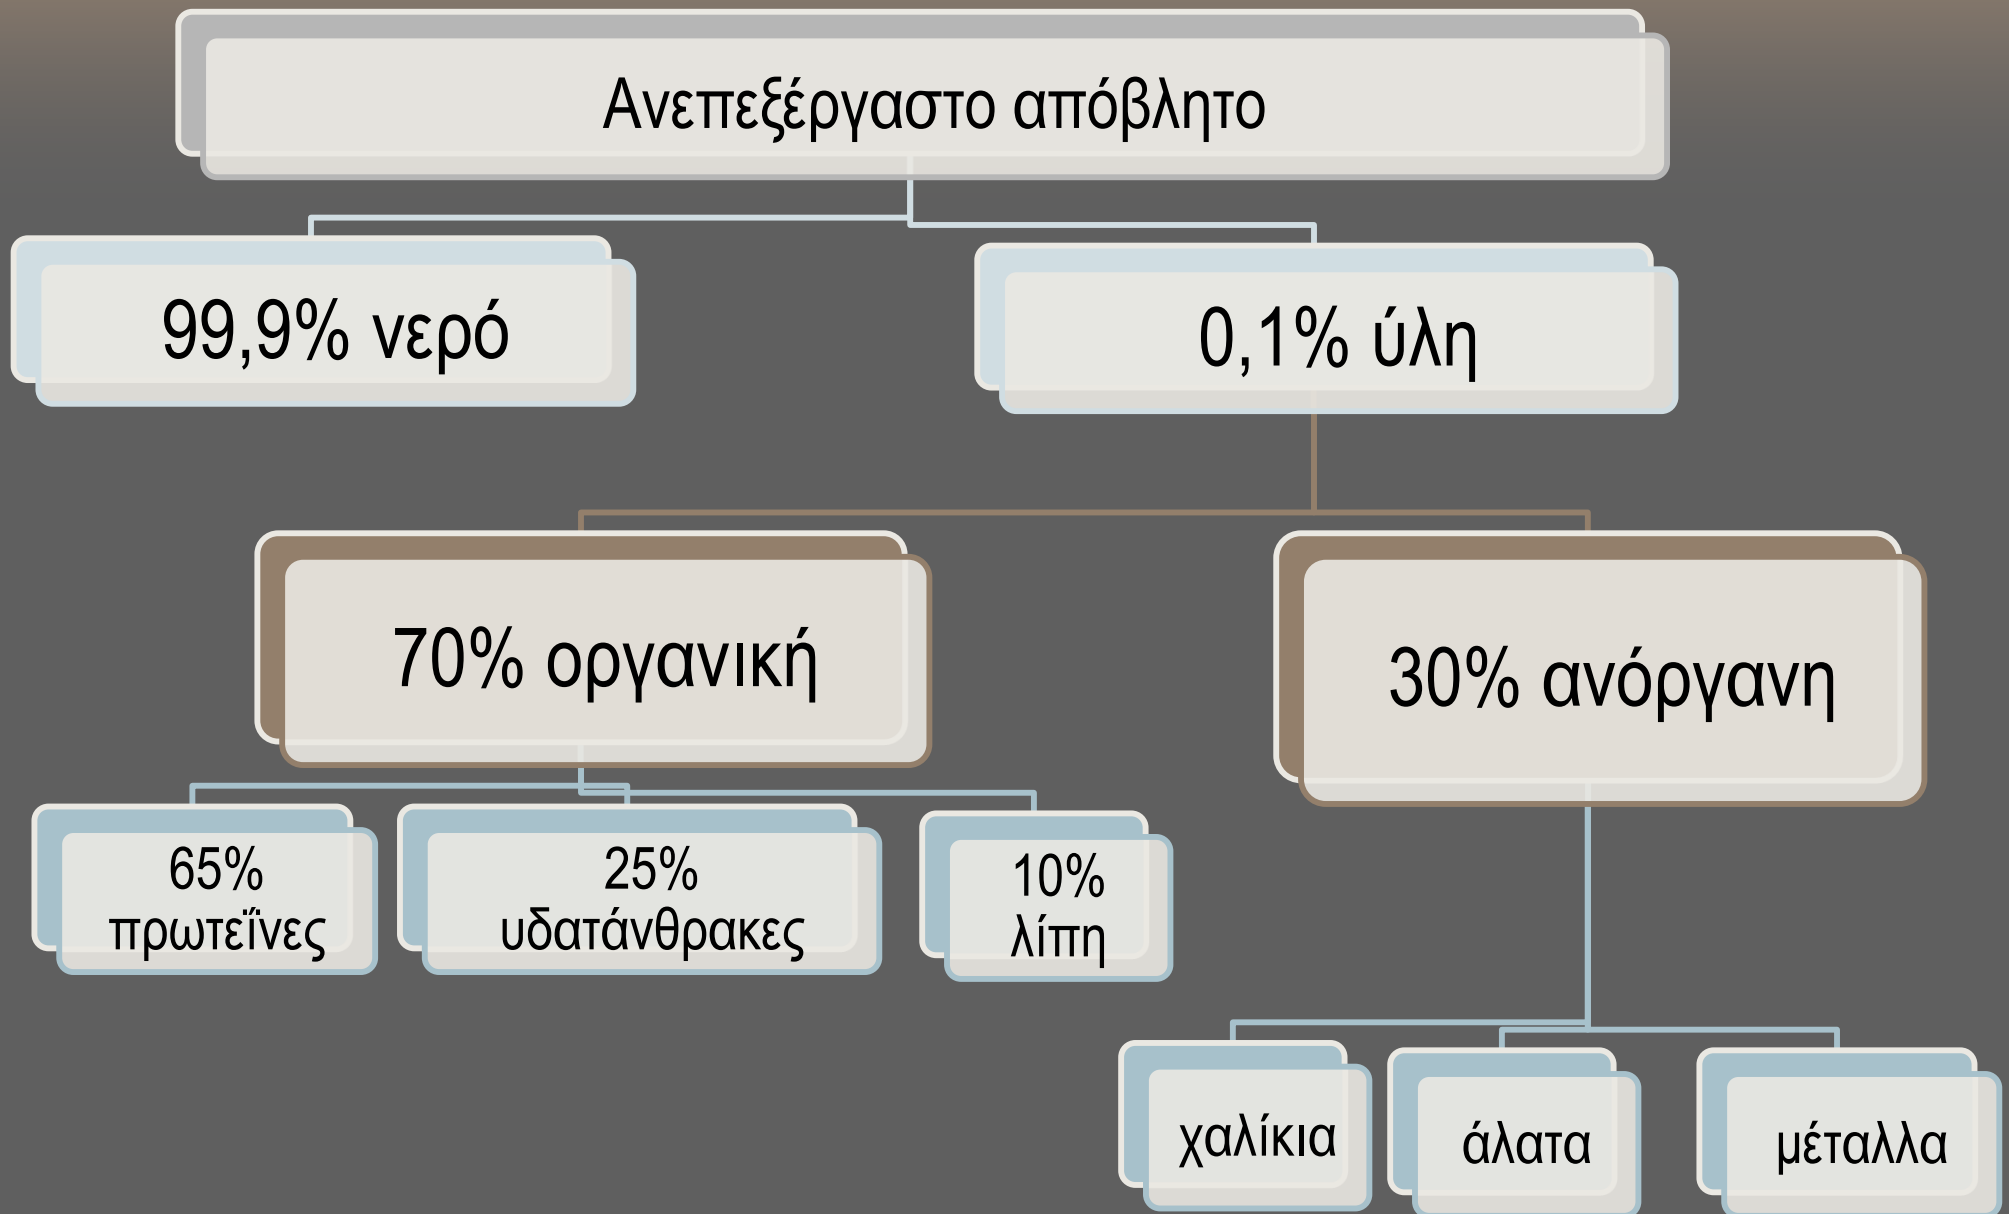 Ανεπεξέργαστο απόβλητο
99,9% νερό
0,1% ύλη
70% οργανική
30% ανόργανη
65%
πρωτεΐνες
25%
υδατάνθρακες
10%
λίπη
χαλίκια
άλατα
μέταλλα